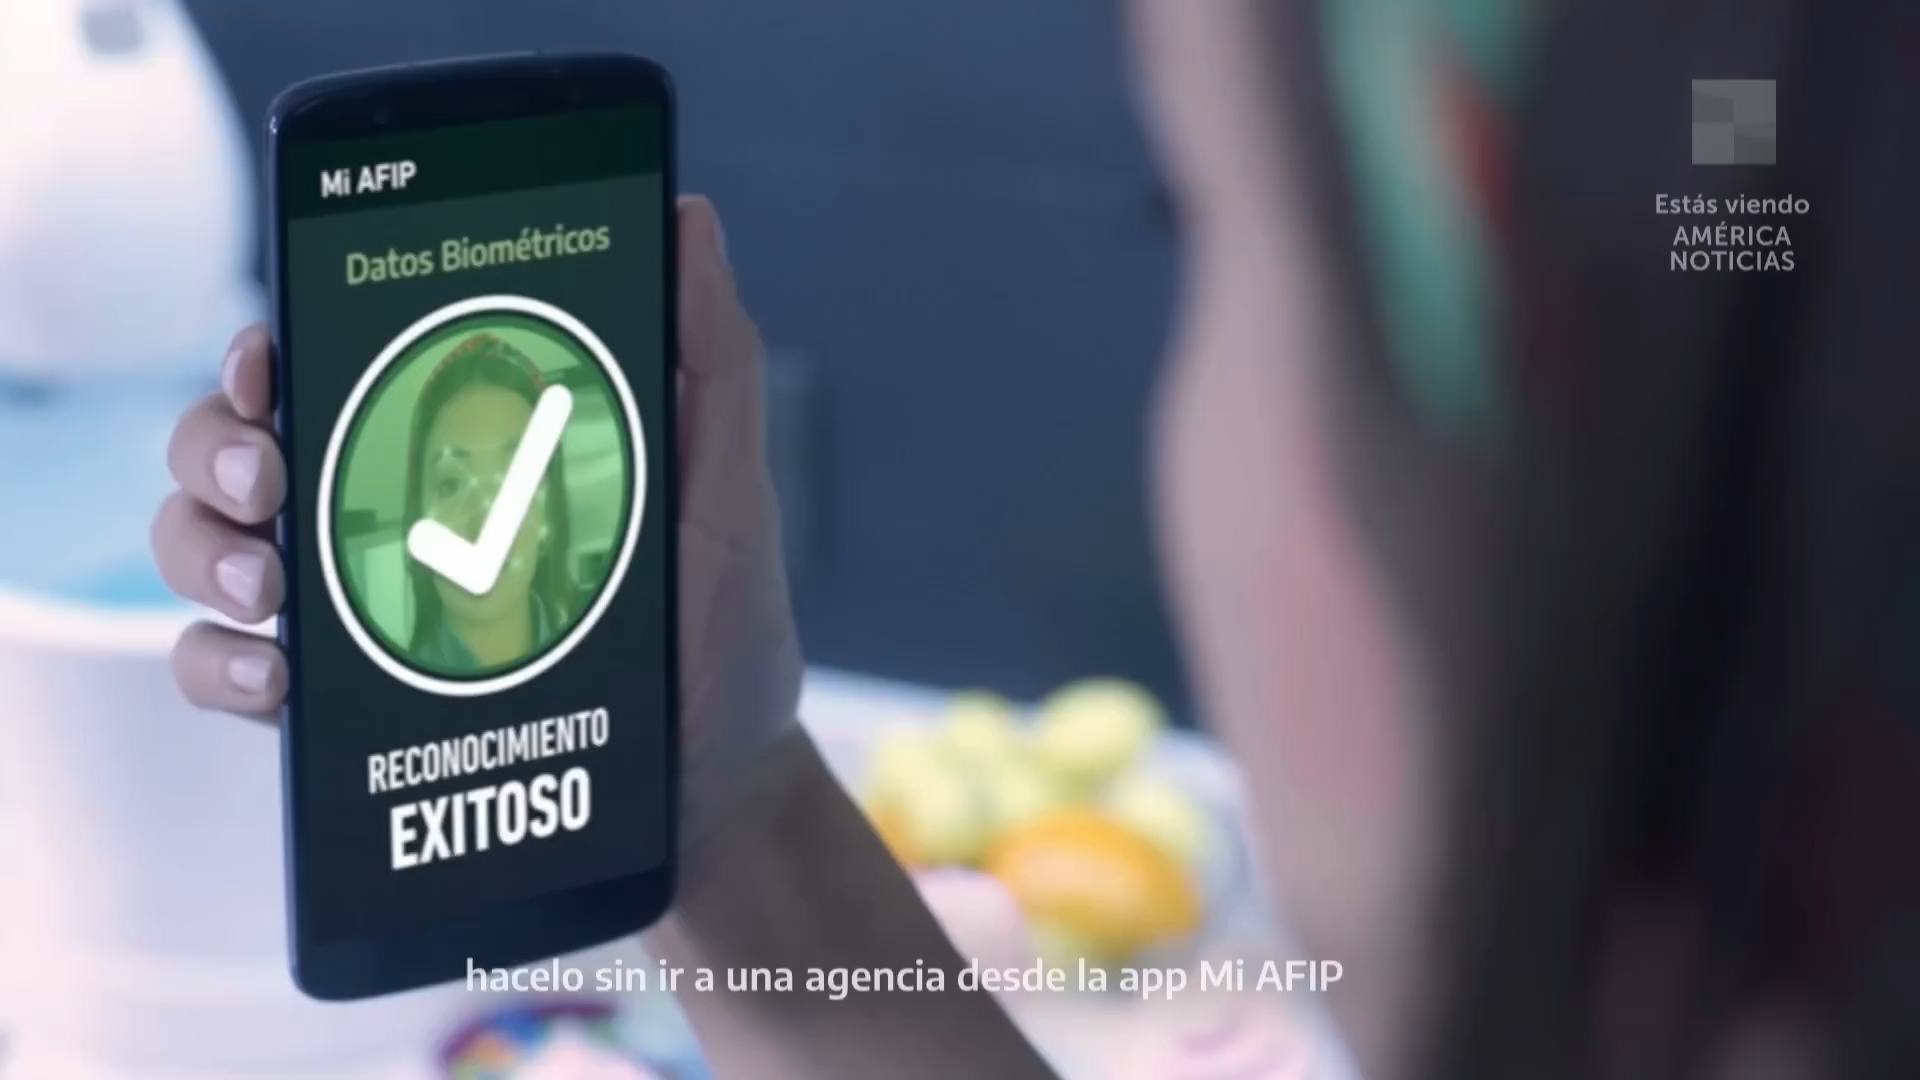 Mi AFIP
Datos Biométricos
RECONOCIMIENTO
EXITOSO
Estás viendo
AMÉRICA
NOTICIAS
hacelo sin ir a una agencia desde la app Mi AFIP